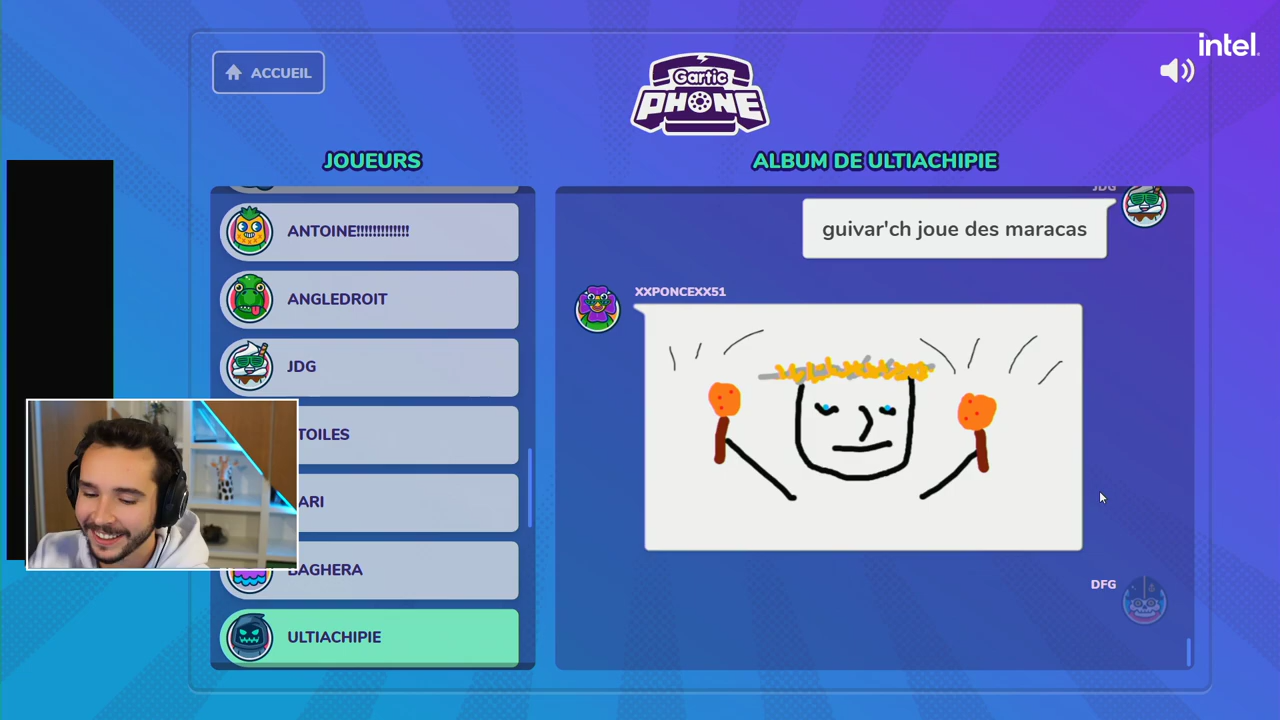 intel.
ACCUEIL
Gartic
PHONE
JOUEURS
ALBUM DE ULTIACHIPIE
ANTOINE!!!!!!!!!!!!!
ANGLEDROIT
JDG
TOILES
ARI
BAGHERA
ULTIACHIPIE
JDG
guivar'ch joue des maracas
XXPONCEXX51
DFG